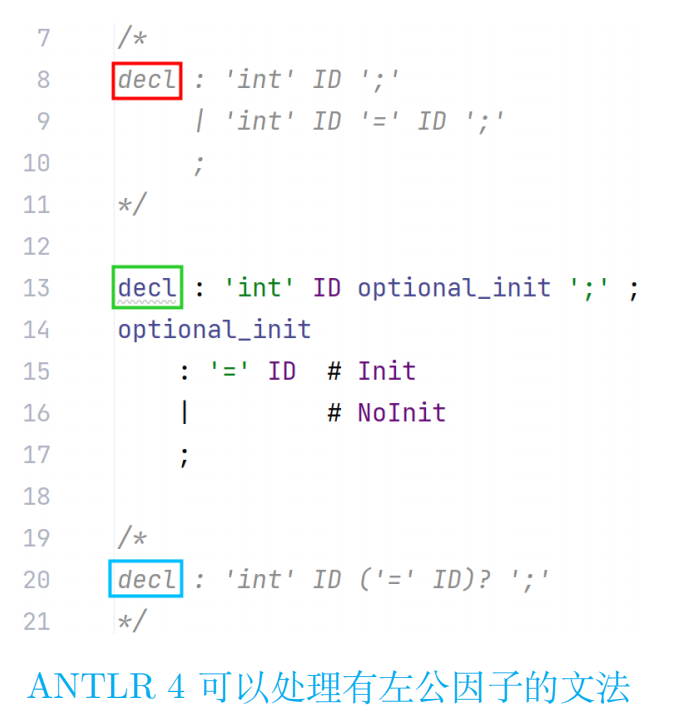 7 /*
8 decl : 'int' ID ';'
9 | 'int' ID '=' ID ';'
10 ;
11 */
12
13 decl : 'int' ID optional_init ';' ;
14 optional_init
15 : '=' ID # Init
16 | # NoInit
17 ;
18
19 /*
20 decl : 'int' ID ('=' ID)? ';'
21 */
ANTLR 4 可以处理有左公因子的文法